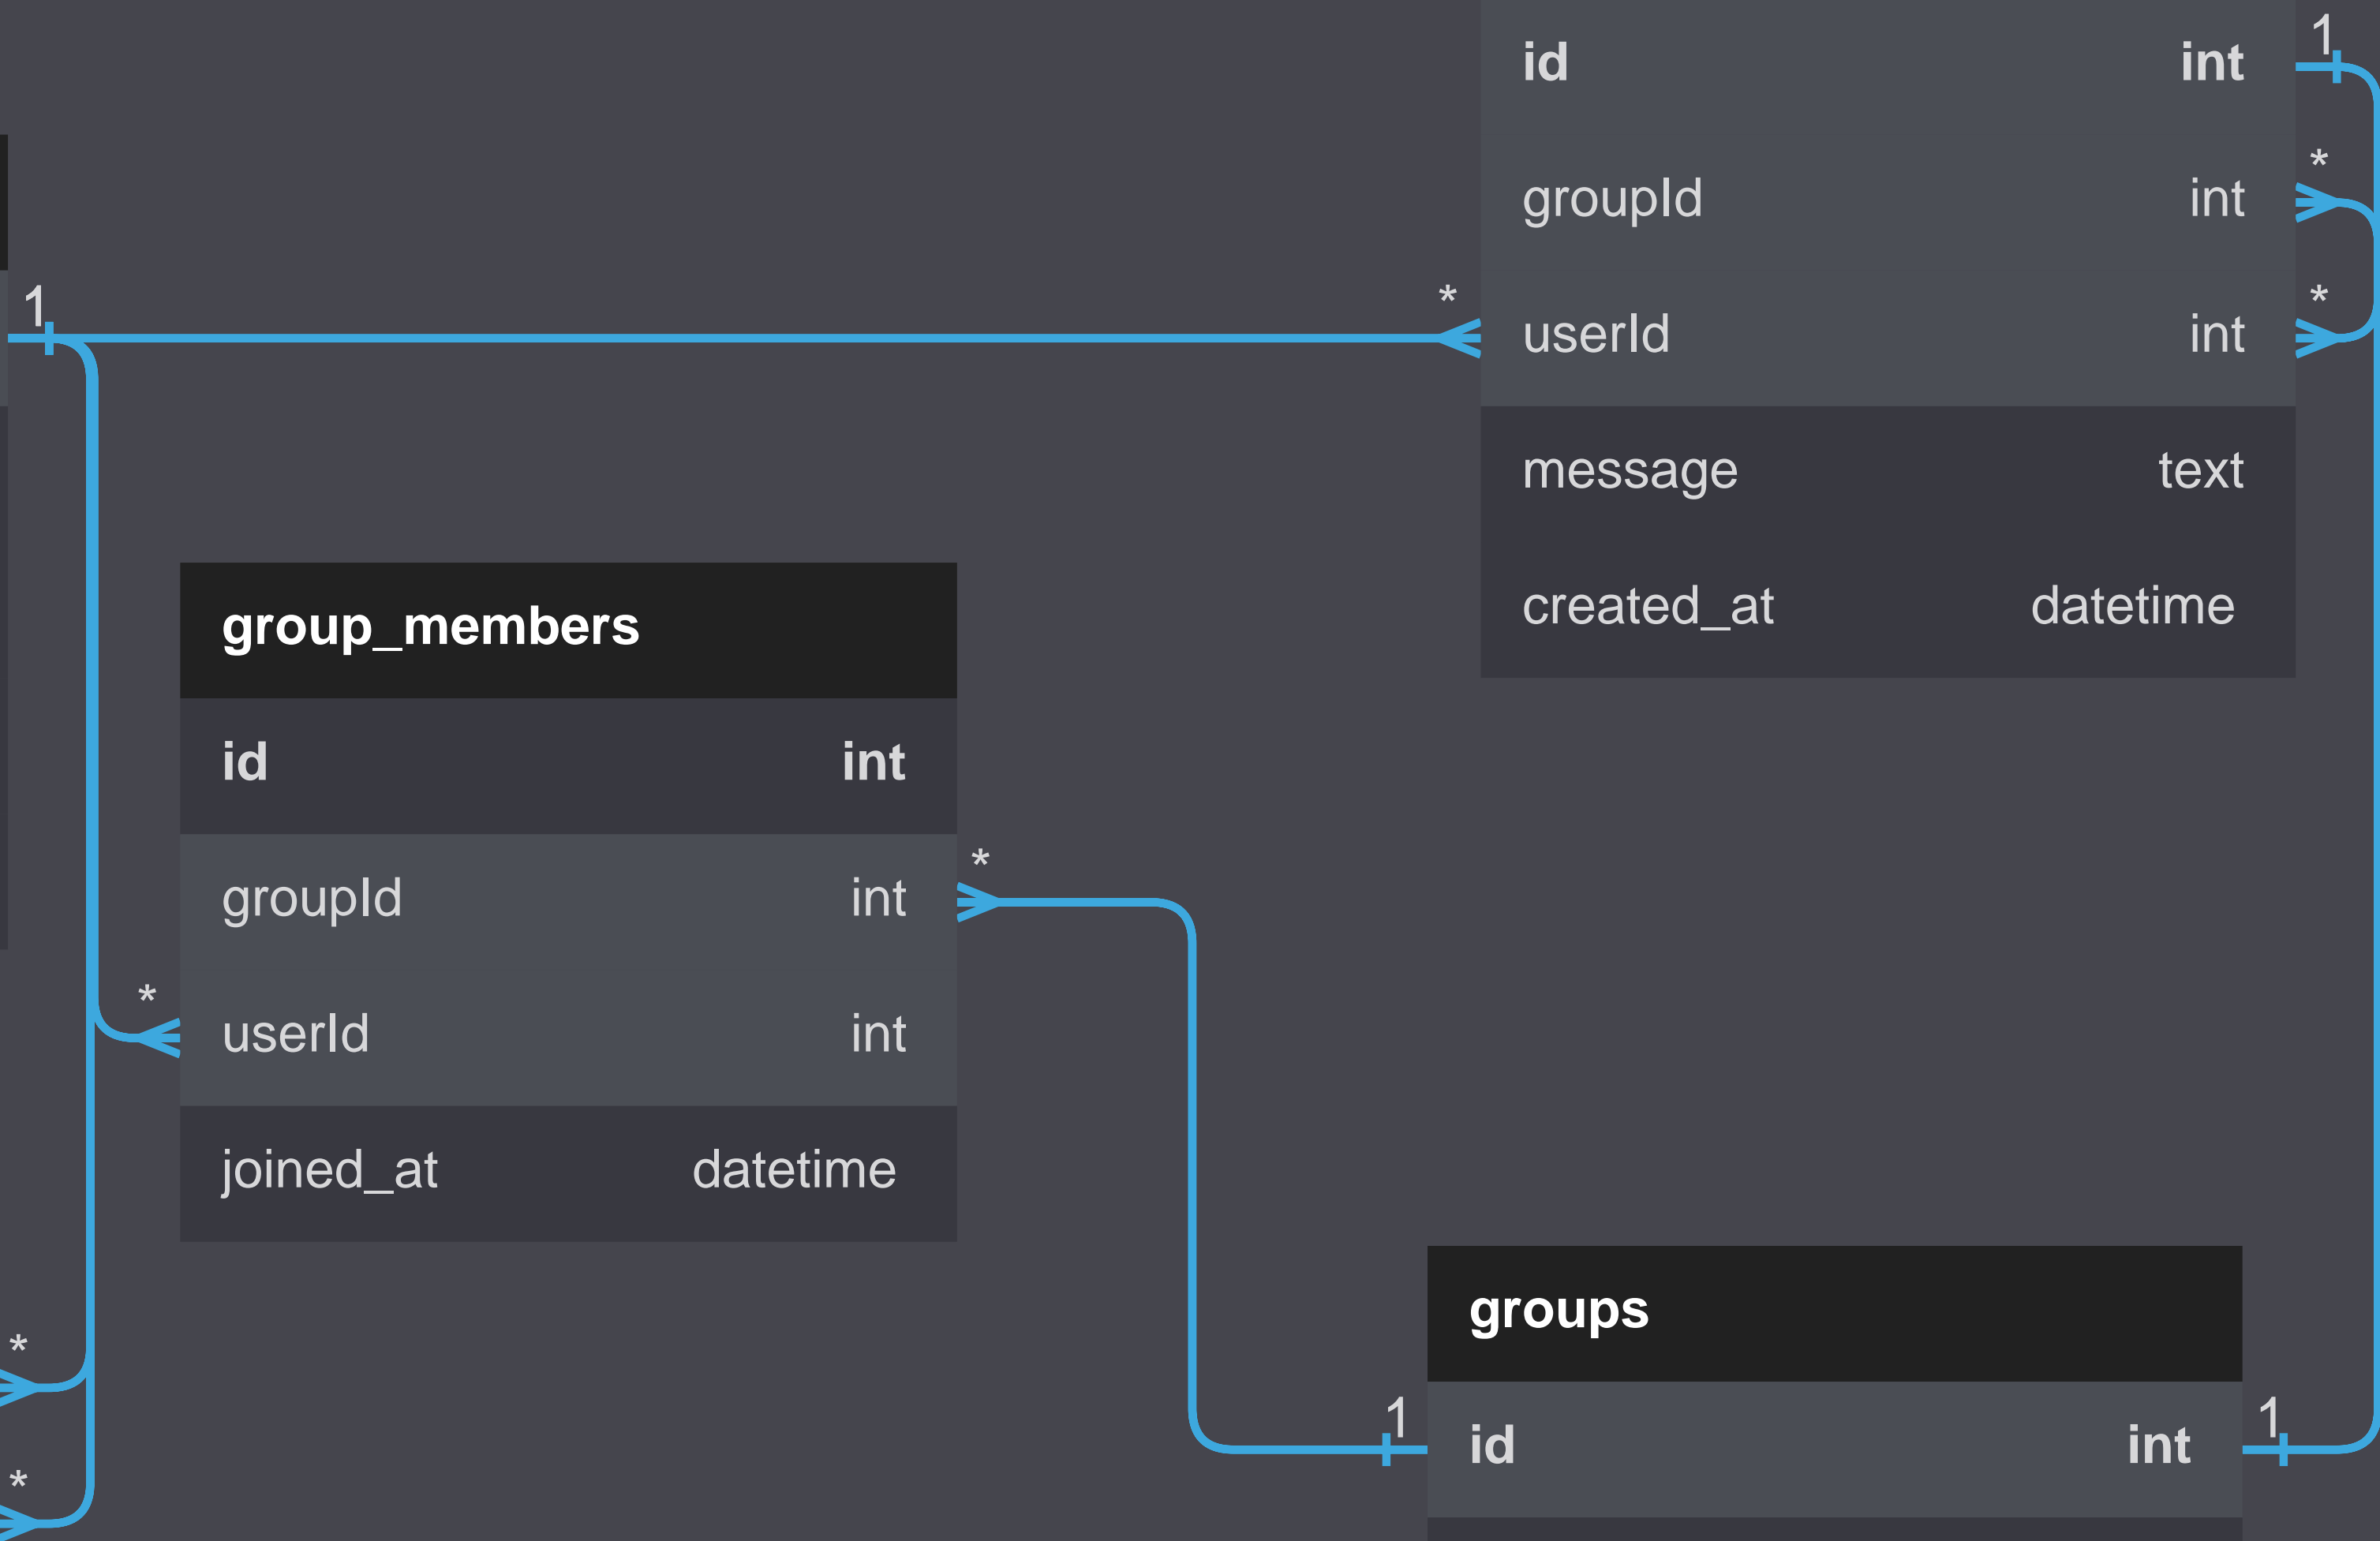 1
id int
*
groupId int
1
*
*
userId int
message text
created_at datetime
group_members
id int
*
groupId int
*
userId int
joined_at datetime
groups
*
1
1
id int
*